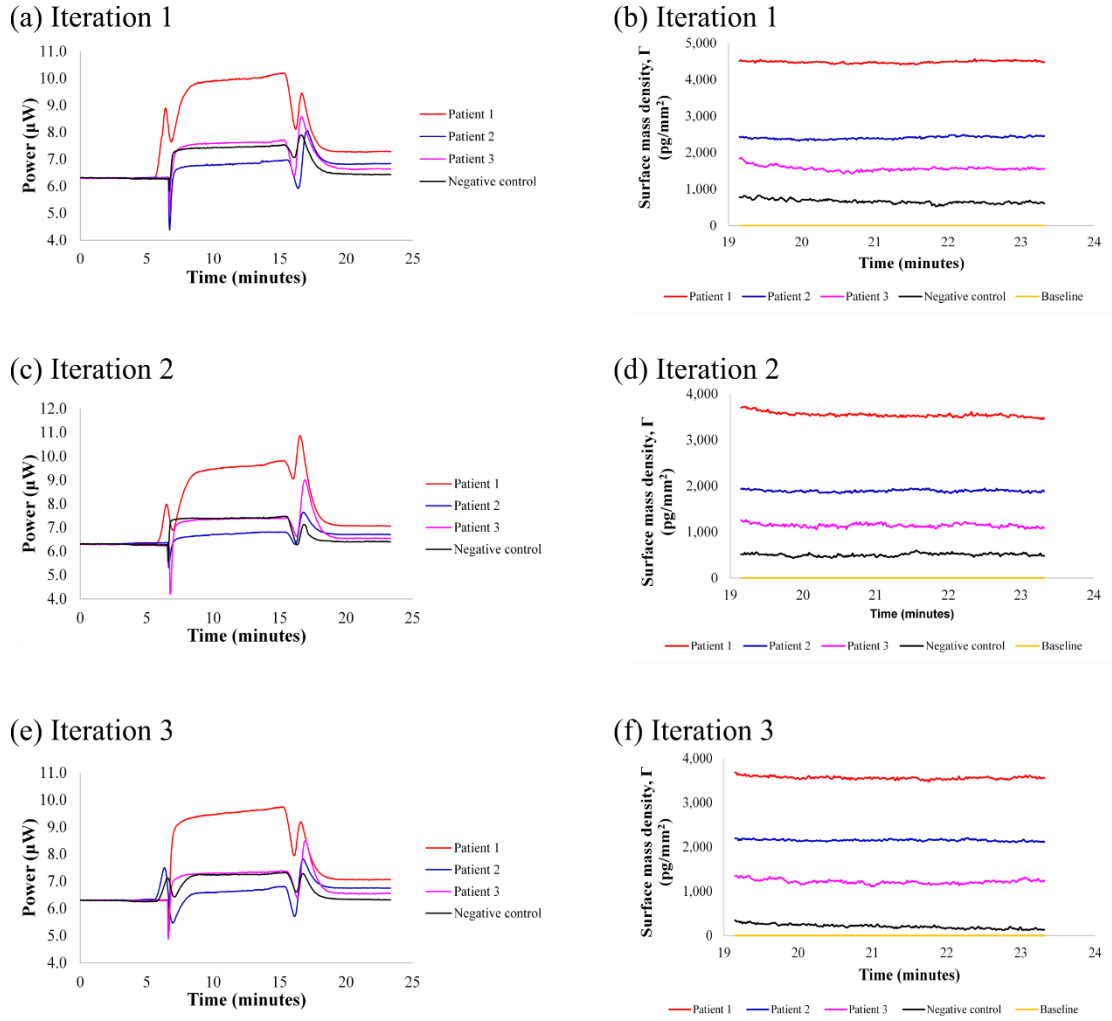 (a) Iteration 1
11.0
10.0
9.0
8.0
7.0
6.0
5.0
4.0
Power (µW)
0 5 10 15 20 25
Time (minutes)
Patient 1
Patient 2
Patient 3
Negative control
(b) Iteration 1
5,000
4,000
3,000
2,000
1,000
0
Surface mass density, Γ
(pg/mm²)
19 20 21 22 23 24
Time (minutes)
Patient 1 Patient 2 Patient 3 Negative control Baseline
(c) Iteration 2
12.0
11.0
10.0
9.0
8.0
7.0
6.0
5.0
4.0
Power (µW)
0 5 10 15 20 25
Time (minutes)
Patient 1
Patient 2
Patient 3
Negative control
(d) Iteration 2
4,000
3,000
2,000
1,000
0
Surface mass density, Γ
(pg/mm²)
19 20 21 22 23 24
Time (minutes)
Patient 1 Patient 2 Patient 3 Negative control Baseline
(e) Iteration 3
11.0
10.0
9.0
8.0
7.0
6.0
5.0
4.0
Power (µW)
0 5 10 15 20 25
Time (minutes)
Patient 1
Patient 2
Patient 3
Negative control
(f) Iteration 3
4,000
3,000
2,000
1,000
0
Surface mass density, Γ
(pg/mm²)
19 20 21 22 23 24
Time (minutes)
Patient 1 Patient 2 Patient 3 Negative control Baseline